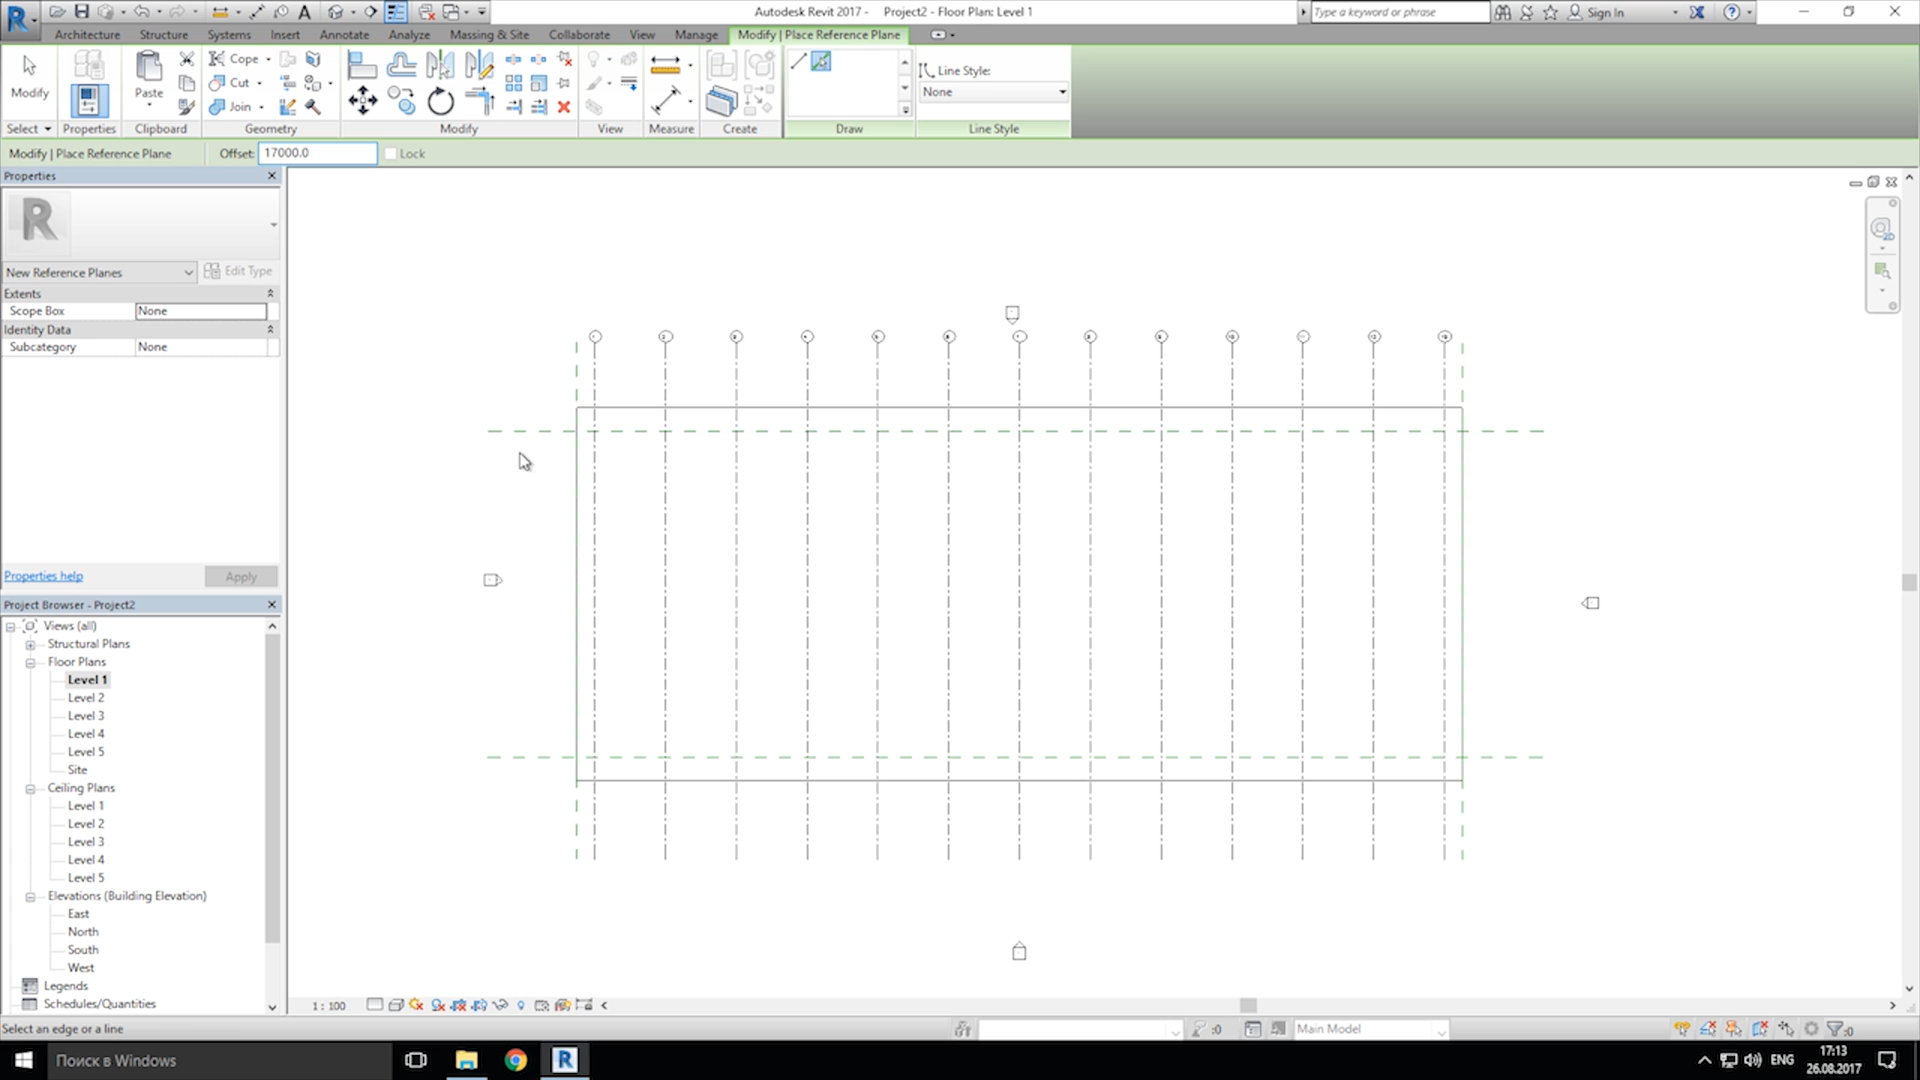 Autodesk Revit 2017 - Project2 - Floor Plan: Level 1
Type a keyword or phrase
Sign In
Architecture Structure Systems Insert Annotate Analyze Massing & Site Collaborate View Manage Modify | Place Reference Plane
Modify
Paste
Cope
Cut
Join
Line Style:
None
Select Properties Clipboard Geometry Modify View Measure Create Draw Line Style
Modify | Place Reference Plane Offset: 17000.0 Lock
Properties
New Reference Planes Edit Type
Extents
Scope Box None
Identity Data
Subcategory None
Properties help Apply
Project Browser - Project2
Views (all)
Structural Plans
Floor Plans
Level 1
Level 2
Level 3
Level 4
Level 5
Site
Ceiling Plans
Level 1
Level 2
Level 3
Level 4
Level 5
Elevations (Building Elevation)
East
North
South
West
Legends
Schedules/Quantities
1 : 100
Select an edge or a line
:0
Main Model
:0
Поиск в Windows
ENG
17:13
26.08.2017